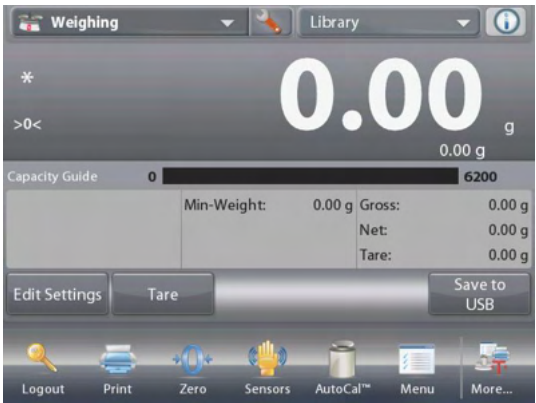 Weighing Library
*
0.00
>0<
g
0.00 g
Capacity Guide 0 6200
Min-Weight: 0.00 g Gross: 0.00 g
Net: 0.00 g
Tare: 0.00 g
Edit Settings Tare Save to USB
0
Logout Print Zero Sensors AutoCal™ Menu More...